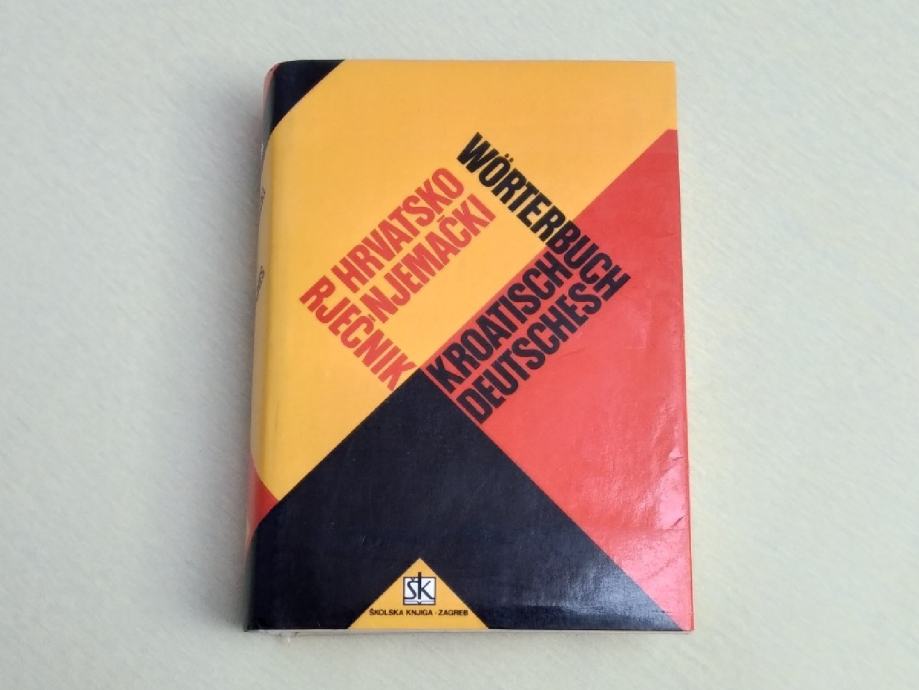 HRVATSKO
NJEMAČKI
RJEČNIK
WÖRTERBUCH
KROATISCH
DEUTSCHES
ŠK
ŠKOLSKA KNJIGA · ZAGREB